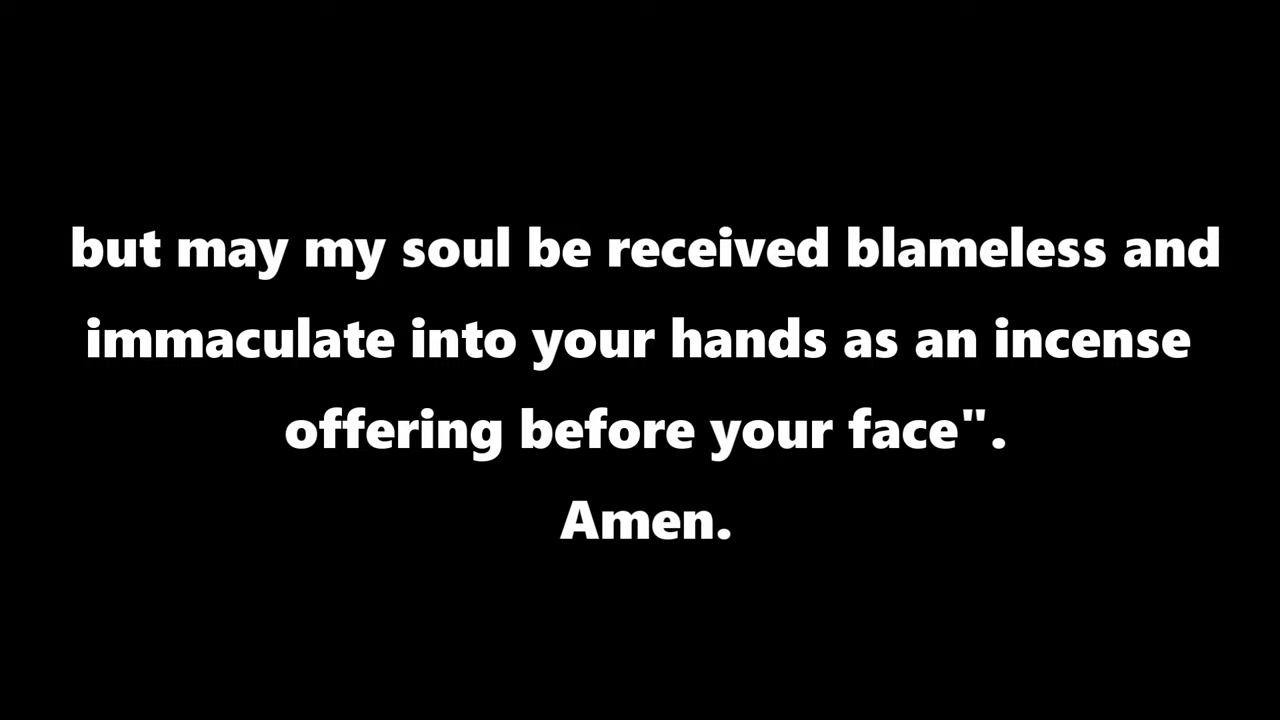 but may my soul be received blameless and
immaculate into your hands as an incense
offering before your face".
Amen.